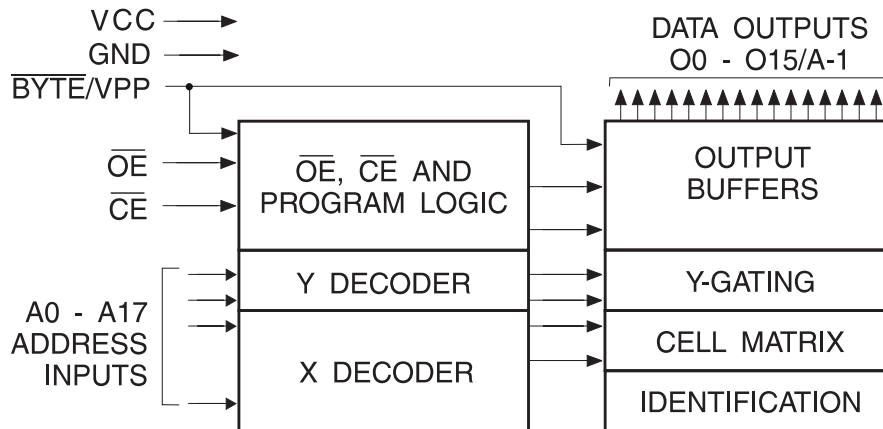 VCC
GND
BYTE/VPP
OE
CE
A0 - A17
ADDRESS
INPUTS
OE, CE AND
PROGRAM LOGIC
Y DECODER
X DECODER
DATA OUTPUTS
O0 - O15/A-1
OUTPUT
BUFFERS
Y-GATING
CELL MATRIX
IDENTIFICATION